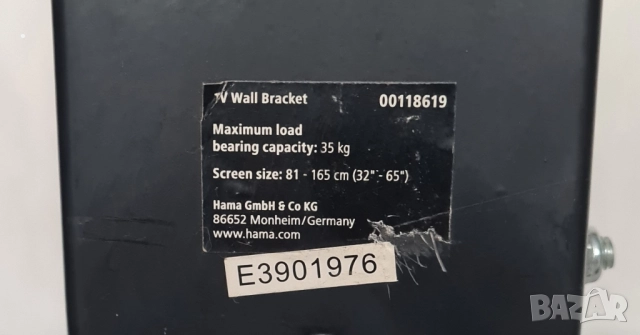 TV Wall Bracket 00118619
Maximum load
bearing capacity: 35 kg
Screen size: 81 - 165 cm (32" - 65")
Hama GmbH & Co KG
86652 Monheim/Germany
www.hama.com
E3901976
BAZAR